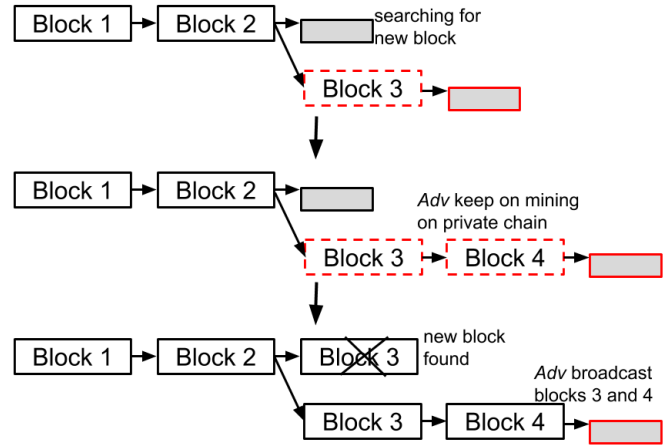 Block 1
Block 2
searching for
new block
Block 3
Block 1
Block 2
Adv keep on mining
on private chain
Block 3
Block 4
Block 1
Block 2
Block 3
new block
found
Adv broadcast
blocks 3 and 4
Block 3
Block 4